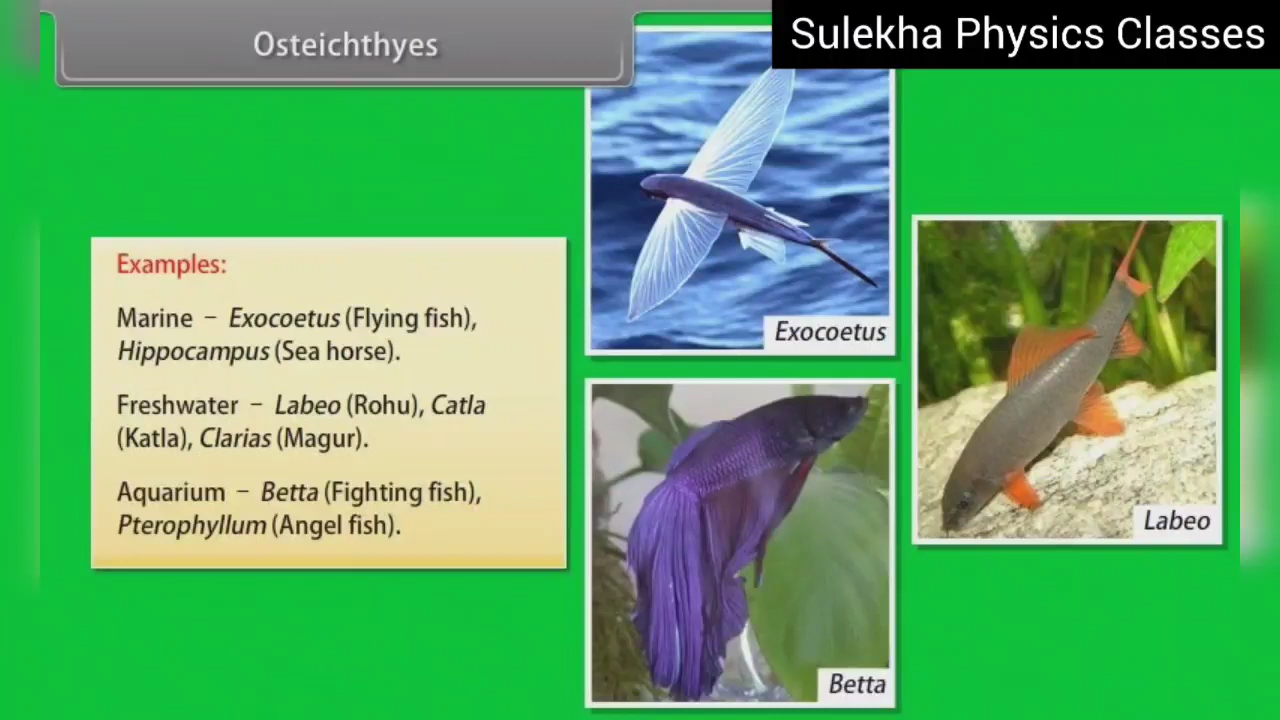 Osteichthyes
Sulekha Physics Classes
Examples:
Marine – Exocoetus (Flying fish),
Hippocampus (Sea horse).
Freshwater – Labeo (Rohu), Catla
(Katla), Clarias (Magur).
Aquarium – Betta (Fighting fish),
Pterophyllum (Angel fish).
Exocoetus
Labeo
Betta